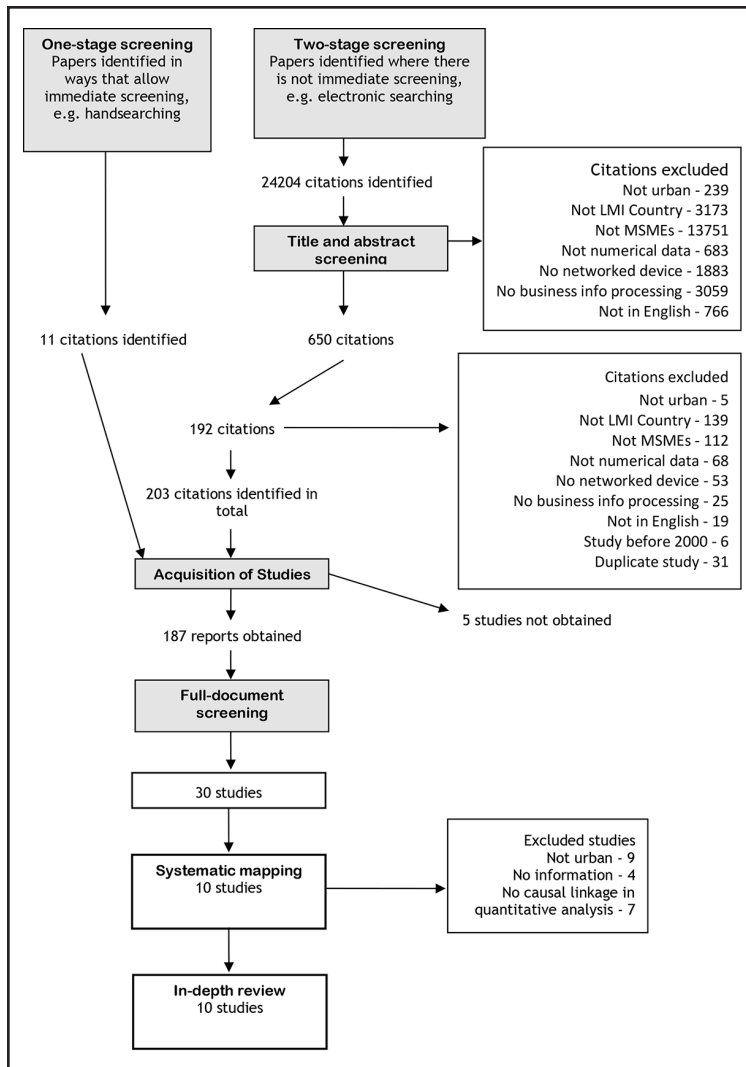 One-stage screening
Papers identified in
ways that allow
immediate screening,
e.g. handsearching
Two-stage screening
Papers identified where there
is not immediate screening,
e.g. electronic searching
24204 citations identified
Citations excluded
Not urban - 239
Not LMI Country - 3173
Not MSMEs - 13751
Not numerical data - 683
No networked device - 1883
No business info processing - 3059
Not in English - 766
Title and abstract
screening
11 citations identified
650 citations
Citations excluded
Not urban - 5
Not LMI Country - 139
Not MSMEs - 112
Not numerical data - 68
No networked device - 53
No business info processing - 25
Not in English - 19
Study before 2000 - 6
Duplicate study - 31
192 citations
203 citations identified in
total
Acquisition of Studies
5 studies not obtained
187 reports obtained
Full-document
screening
30 studies
Systematic mapping
10 studies
Excluded studies
Not urban - 9
No information - 4
No causal linkage in
quantitative analysis - 7
In-depth review
10 studies